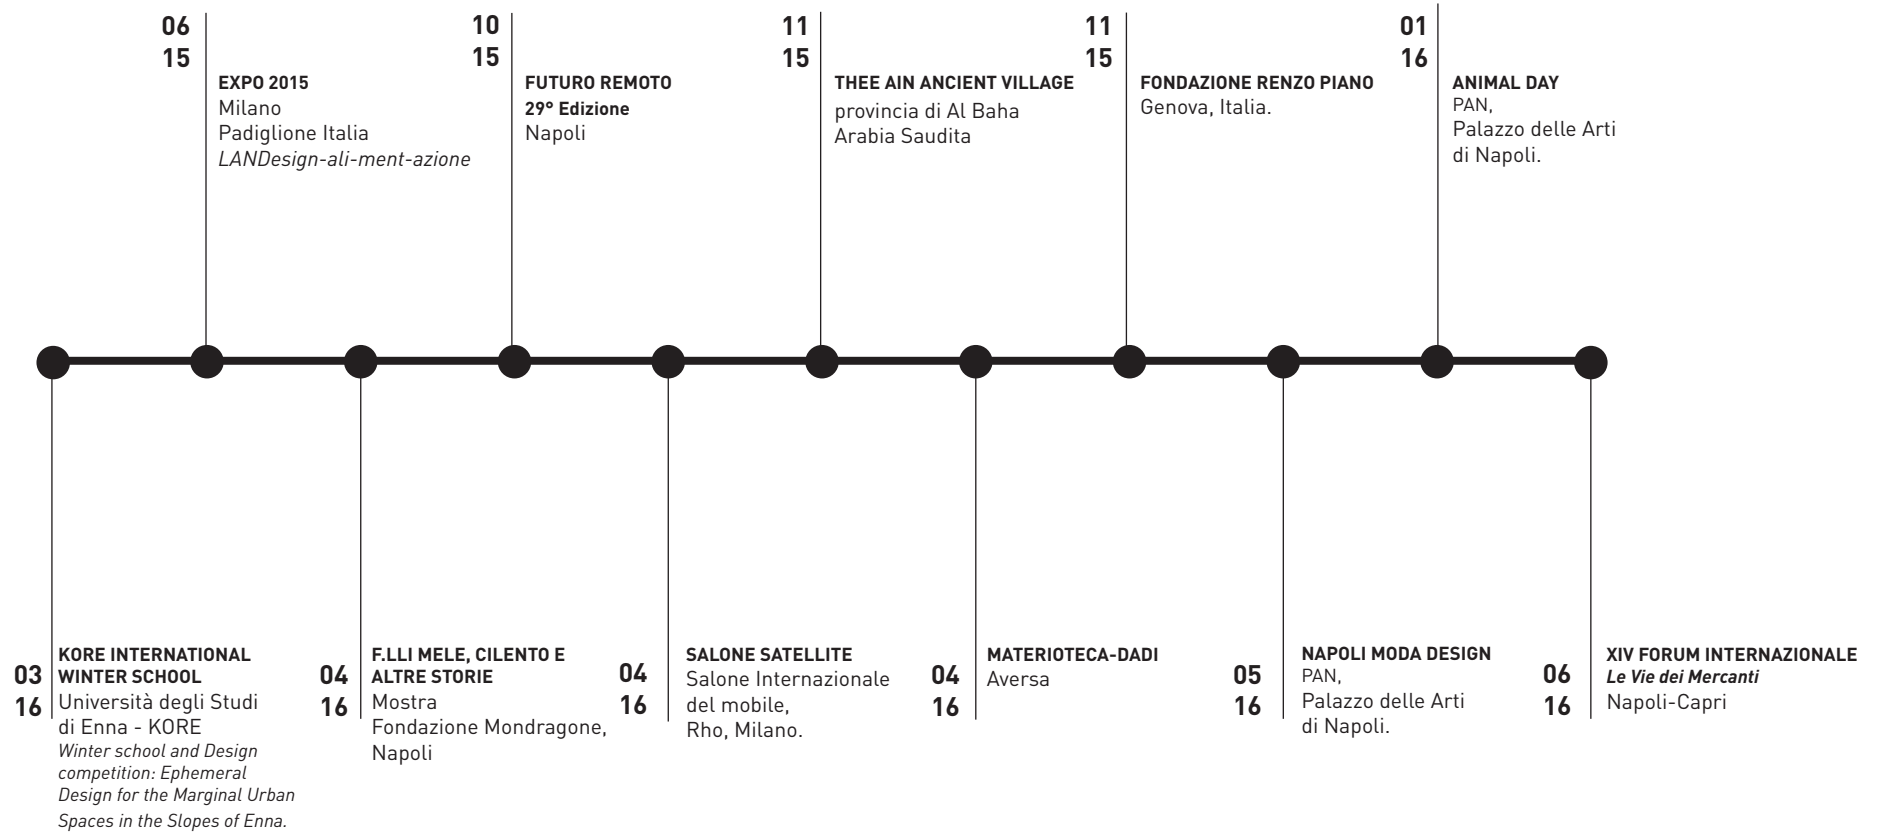 06
15
EXPO 2015
Milano
Padiglione Italia
LANDesign-ali-ment-azione
10
15
FUTURO REMOTO
29° Edizione
Napoli
11
15
THEE AIN ANCIENT VILLAGE
provincia di Al Baha
Arabia Saudita
11
15
FONDAZIONE RENZO PIANO
Genova, Italia.
01
16
ANIMAL DAY
PAN,
Palazzo delle Arti
di Napoli.
03
16
KORE INTERNATIONAL
WINTER SCHOOL
Università degli Studi
di Enna - KORE
Winter school and Design
competition: Ephemeral
Design for the Marginal Urban
Spaces in the Slopes of Enna.
04
16
F.LLI MELE, CILENTO E
ALTRE STORIE
Mostra
Fondazione Mondragone,
Napoli
04
16
SALONE SATELLITE
Salone Internazionale
del mobile,
Rho, Milano.
04
16
MATERIOTECA-DADI
Aversa
05
16
NAPOLI MODA DESIGN
PAN,
Palazzo delle Arti
di Napoli.
06
16
XIV FORUM INTERNAZIONALE
Le Vie dei Mercanti
Napoli-Capri